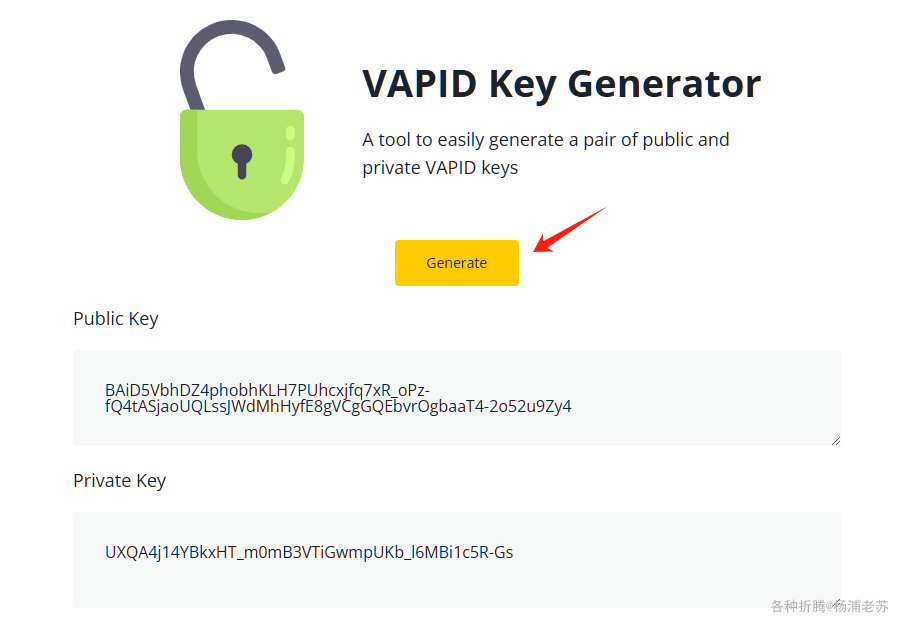 VAPID Key Generator
A tool to easily generate a pair of public and
private VAPID keys
Generate
Public Key
BAiD5VbhDZ4phobhKLH7PUhcxjfq7xR_oPz-
fQ4tASjaoUQLssJWdMhHyfE8gVCgGQEbvrOgbaaT4-2o52u9Zy4
Private Key
UXQA4j14YBkxHT_m0mB3VTiGwmpUKb_l6MBi1c5R-Gs
各种折腾@杨浦老苏